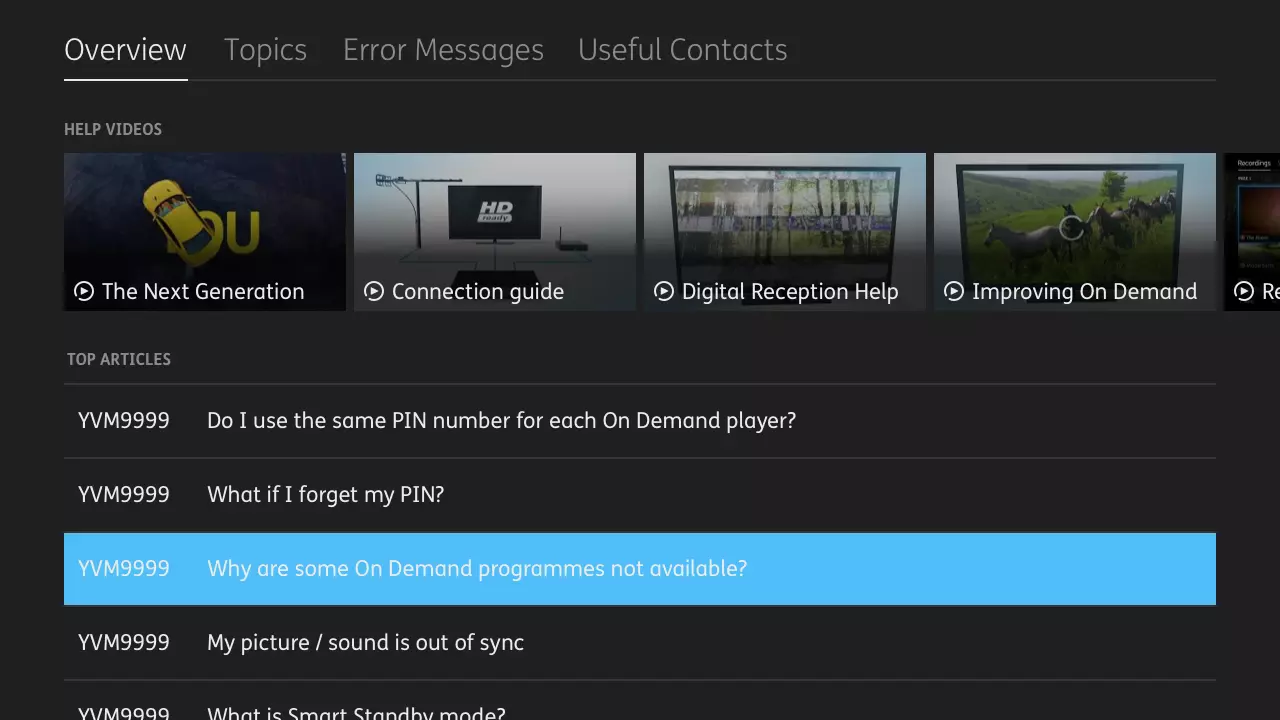 Overview Topics Error Messages Useful Contacts
HELP VIDEOS
OU
HD
ready
Recordings
The Next Generation
Connection guide
Digital Reception Help
Improving On Demand
TOP ARTICLES
YVM9999 Do I use the same PIN number for each On Demand player?
YVM9999 What if I forget my PIN?
YVM9999 Why are some On Demand programmes not available?
YVM9999 My picture / sound is out of sync
YVM9999 What is Smart Standby mode?